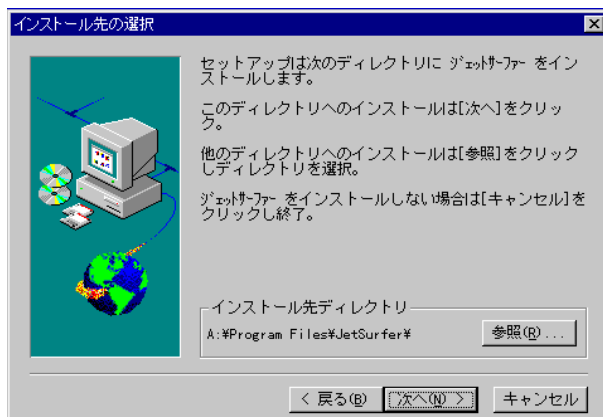 インストール先の選択
セットアップは次のディレクトリに ｼﾞｪｯﾄｻｰﾌｧｰ をイン
ストールします。
このディレクトリへのインストールは[次へ]をクリッ
ク。
他のディレクトリへのインストールは[参照]をクリック
しディレクトリを選択。
ｼﾞｪｯﾄｻｰﾌｧｰ をインストールしない場合は[キャンセル]を
クリックし終了。
インストール先ディレクトリ
A:¥Program Files¥JetSurfer¥
参照(R)...
< 戻る(B)
次へ(N) >
キャンセル